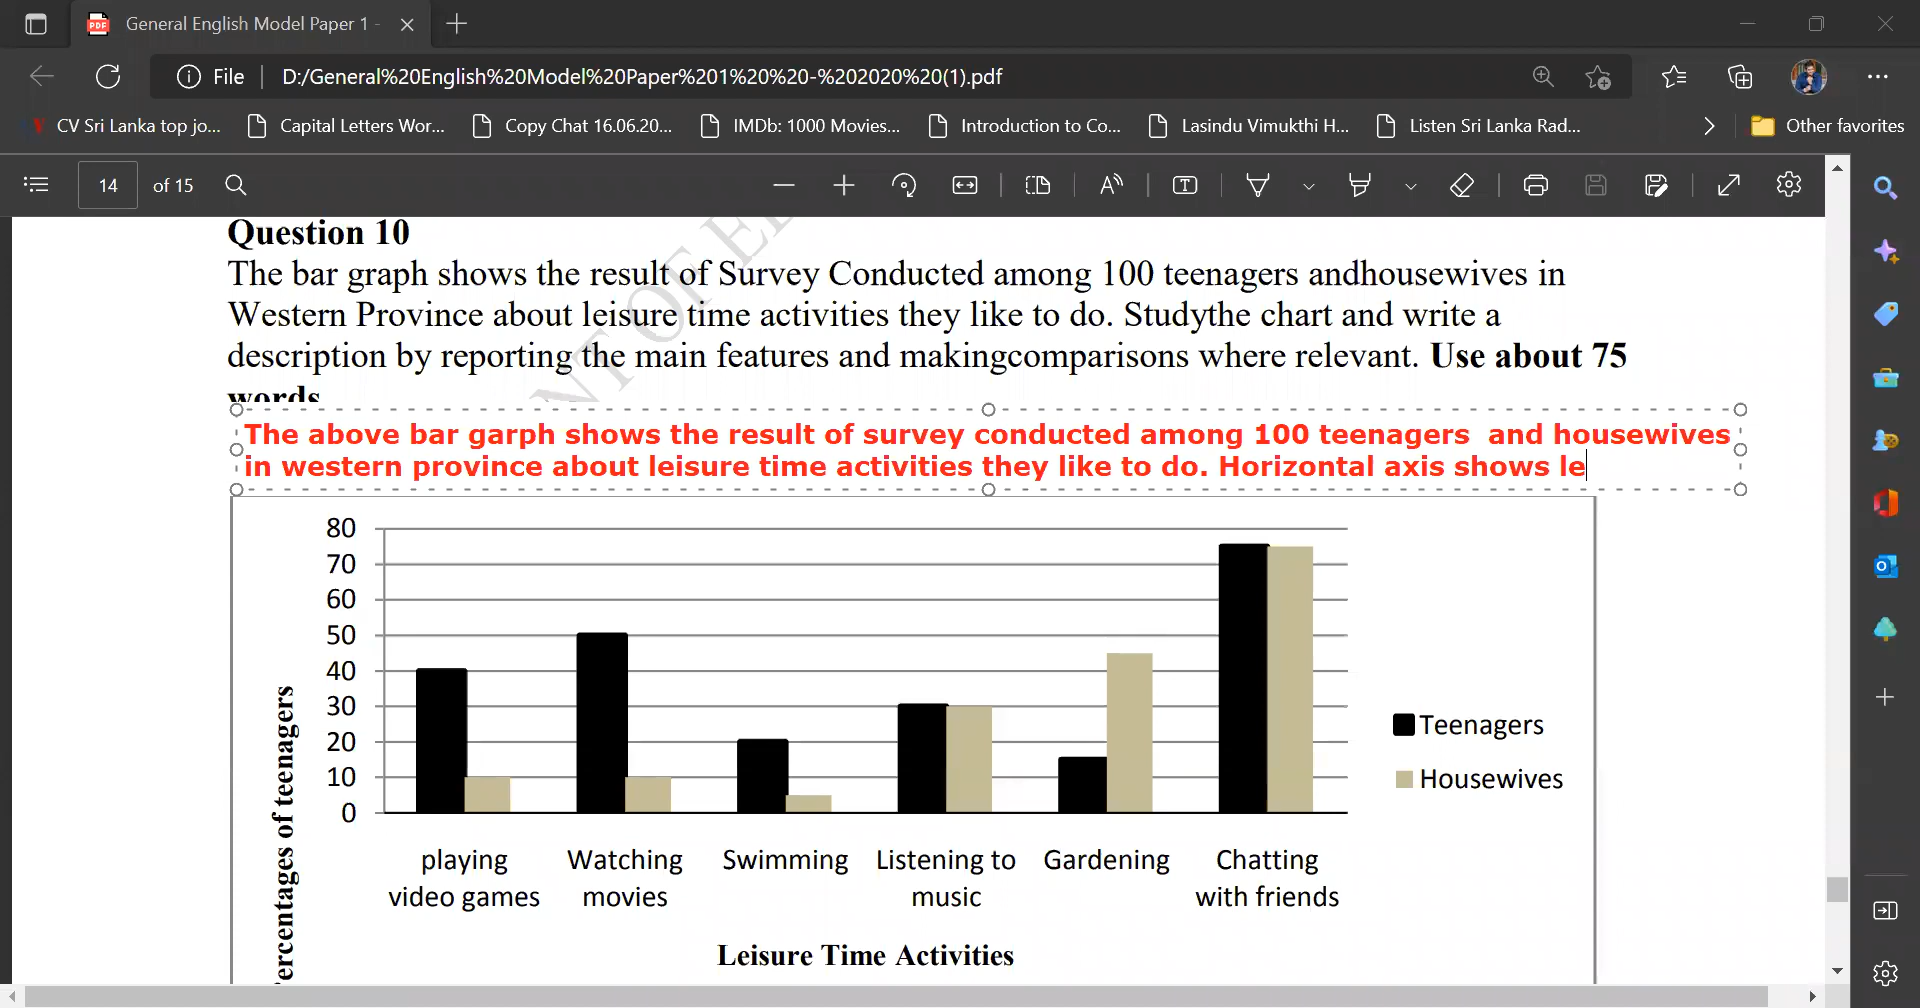 General English Model Paper 1 -
File D:/General%20English%20Model%20Paper%201%20%20-%202020%20(1).pdf
CV Sri Lanka top jo... Capital Letters Wor... Copy Chat 16.06.20... IMDb: 1000 Movies... Introduction to Co... Lasindu Vimukthi H... Listen Sri Lanka Rad... Other favorites
14 of 15
Question 10
The bar graph shows the result of Survey Conducted among 100 teenagers andhousewives in
Western Province about leisure time activities they like to do. Studythe chart and write a
description by reporting the main features and makingcomparisons where relevant. Use about 75
words
The above bar garph shows the result of survey conducted among 100 teenagers and housewives
in western province about leisure time activities they like to do. Horizontal axis shows le
80
70
60
50
40
30
20
10
0
ercentages of teenagers
playing video games
Watching movies
Swimming
Listening to music
Gardening
Chatting with friends
Leisure Time Activities
Teenagers
Housewives